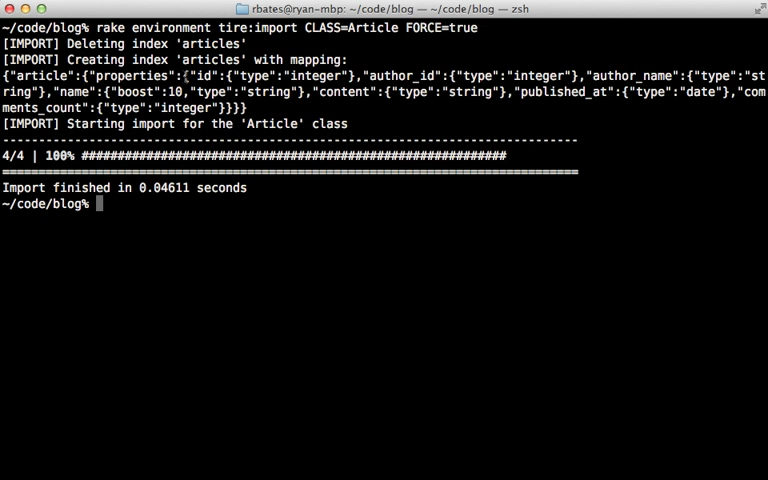 rbates@ryan-mbp: ~/code/blog — ~/code/blog — zsh
~/code/blog% rake environment tire:import CLASS=Article FORCE=true
[IMPORT] Deleting index 'articles'
[IMPORT] Creating index 'articles' with mapping:
{"article":{"properties":{"id":{"type":"integer"},"author_id":{"type":"integer"},"author_name":{"type":"st
ring"},"name":{"boost":10,"type":"string"},"content":{"type":"string"},"published_at":{"type":"date"},"com
ments_count":{"type":"integer"}}}}
[IMPORT] Starting import for the 'Article' class
--------------------------------------------------------------------------------
4/4 | 100% ###########################################################
================================================================================
Import finished in 0.04611 seconds
~/code/blog%